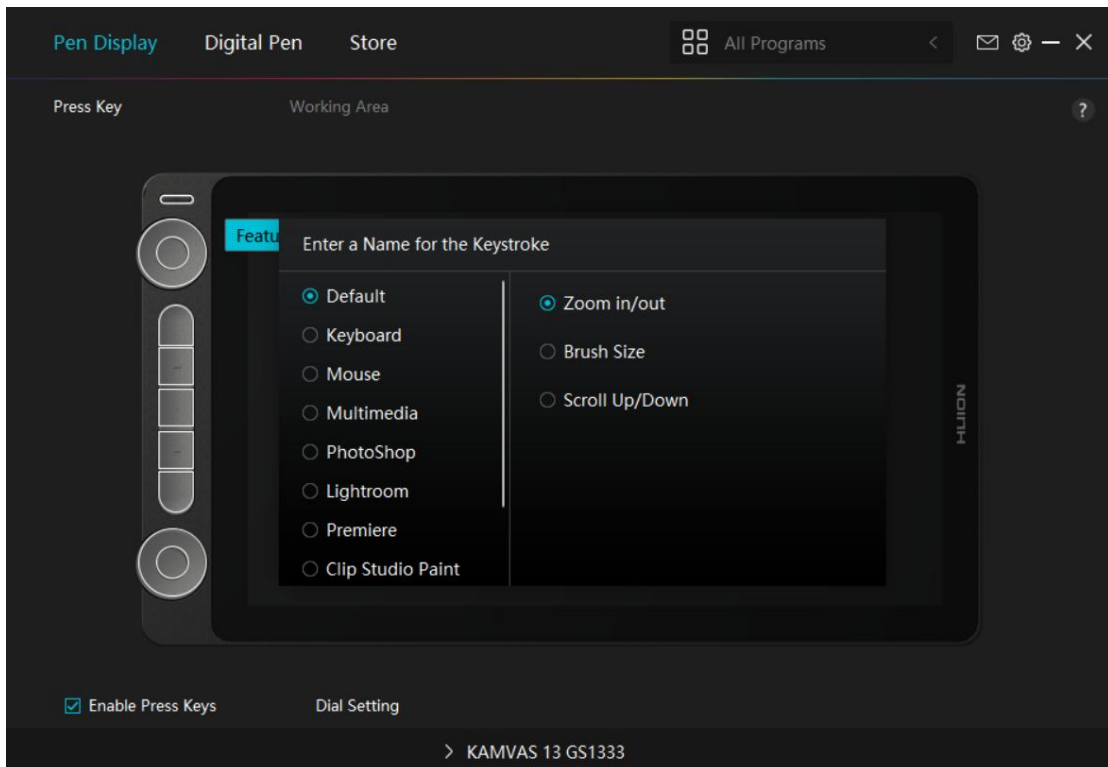 Pen Display Digital Pen Store All Programs
Press Key Working Area ?
Featu
Enter a Name for the Keystroke
Default
Keyboard
Mouse
Multimedia
PhotoShop
Lightroom
Premiere
Clip Studio Paint
Zoom in/out
Brush Size
Scroll Up/Down
HUION
Enable Press Keys Dial Setting
KAMVAS 13 GS1333